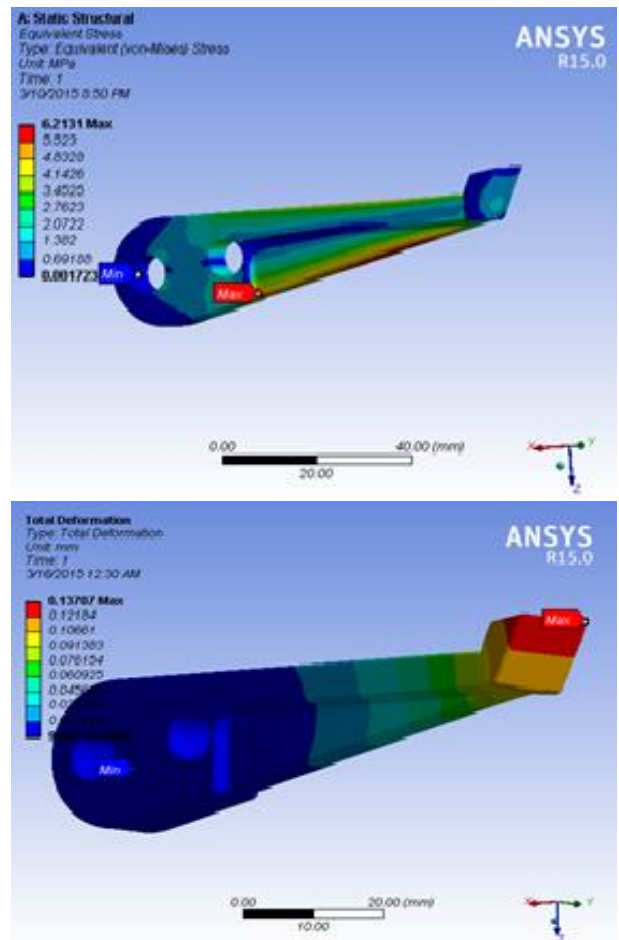 A: Static Structural
Equivalent Stress
Type: Equivalent (von-Mises) Stress
Unit: MPa
Time: 1
3/10/2015 8:50 PM
ANSYS
R15.0
6.2131 Max
5.523
4.8328
4.1426
3.4525
2.7623
2.0722
1.382
0.69188
0.001723
Min
Max
0.00
40.00 (mm)
20.00
X
Y
Z
Total Deformation
Type: Total Deformation
Unit: mm
Time: 1
3/16/2015 12:30 AM
ANSYS
R15.0
0.13707 Max
0.12184
0.10661
0.091383
0.076154
0.060925
Max
Min
0.00
20.00 (mm)
10.00
X
Y